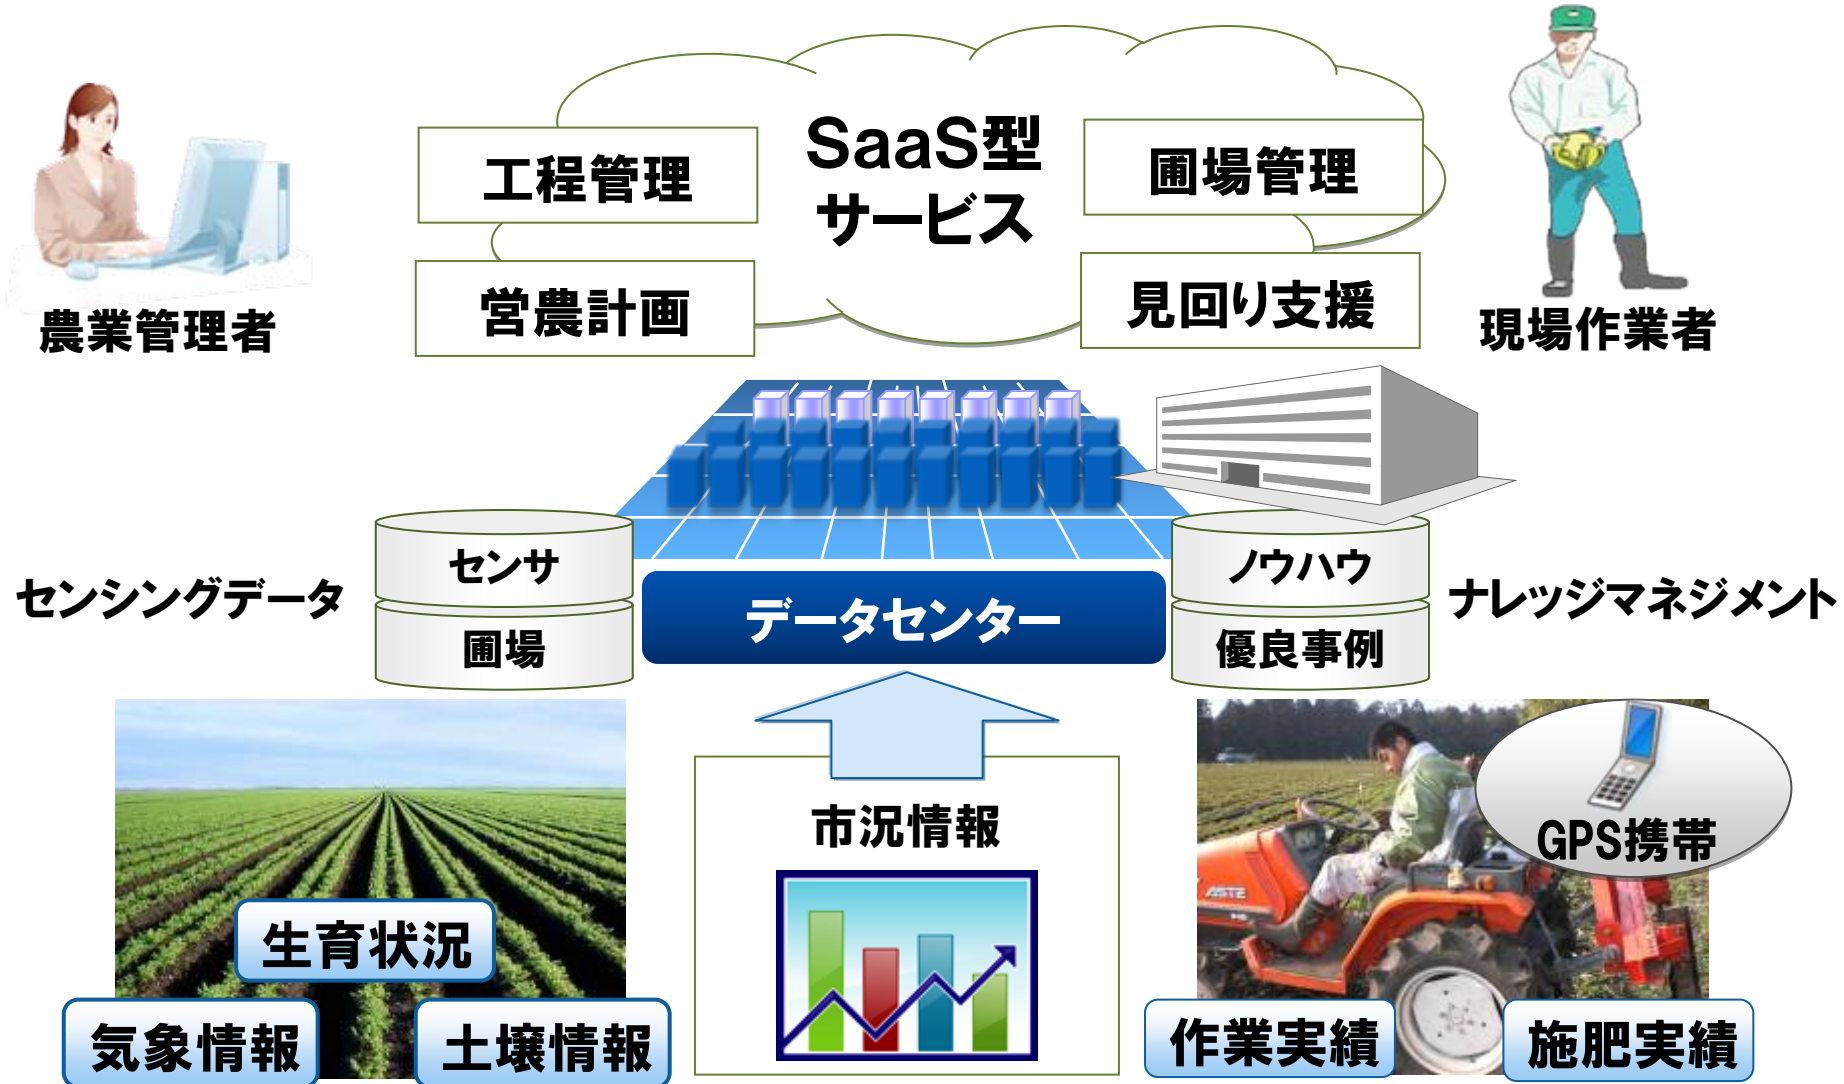 SaaS型
サービス
工程管理
圃場管理
営農計画
見回り支援
農業管理者
現場作業者
センサ
圃場
センシングデータ
データセンター
ノウハウ
優良事例
ナレッジマネジメント
市況情報
GPS携帯
ASTE
生育状況
気象情報
土壌情報
作業実績
施肥実績